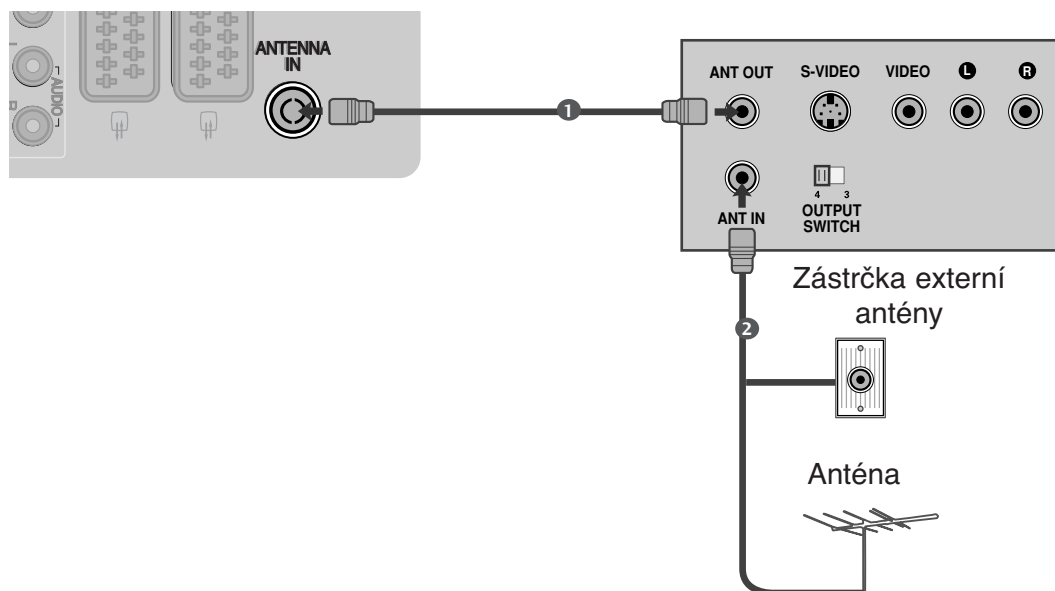 AUDIO
R
ANTENNA
IN
1
ANT OUT S-VIDEO VIDEO L R
4 3
ANT IN
OUTPUT
SWITCH
2
Zástrčka externí
antény
Anténa